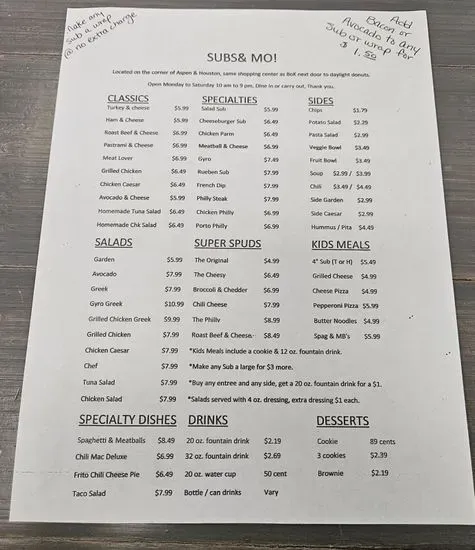 Make any
sub a wrap
@ no extra charge
Add
Bacon or
Avocado to any
Sub or wrap for
$1.50
SUBS& MO!
Located on the corner of Aspen & Houston, same shopping center as BoK next door to daylight donuts.
Open Monday to Saturday 10 am to 9 pm, Dine in or carry out, Thank you.
CLASSICS
Turkey & cheese $5.99
Ham & Cheese $5.99
Roast Beef & Cheese $6.99
Pastrami & Cheese $6.99
Meat Lover $6.99
Grilled Chicken $6.49
Chicken Caesar $6.49
Avocado & Cheese $5.99
Homemade Tuna Salad $6.49
Homemade Chk Salad $6.49
SPECIALTIES
Salad Sub $5.99
Cheeseburger Sub $6.49
Chicken Parm $6.49
Meatball & Cheese $6.99
Gyro $7.49
Rueben Sub $7.99
French Dip $7.99
Philly Steak $7.99
Chicken Philly $6.99
Porto Philly $6.99
SIDES
Chips $1.79
Potato Salad $2.29
Pasta Salad $2.99
Veggie Bowl $3.49
Fruit Bowl $3.49
Soup $2.99 / $3.99
Chili $3.49 / $4.49
Side Garden $2.99
Side Caesar $2.99
Hummus / Pita $4.49
SALADS
Garden $5.99
Avocado $7.99
Greek $7.99
Gyro Greek $10.99
Grilled Chicken Greek $9.99
Grilled Chicken $7.99
Chicken Caesar $7.99
Chef $7.99
Tuna Salad $7.99
Chicken Salad $7.99
SUPER SPUDS
The Original $4.99
The Cheesy $6.49
Broccoli & Chedder $6.99
Chili Cheese $7.99
The Philly $8.99
Roast Beef & Cheese $8.49
KIDS MEALS
4" Sub (T or H) $5.49
Grilled Cheese $4.99
Cheese Pizza $4.99
Pepperoni Pizza $5.99
Butter Noodles $4.99
Spag & MB's $5.99
*Kids Meals include a cookie & 12 oz. fountain drink.
*Make any Sub a large for $3 more.
*Buy any entree and any side, get a 20 oz. fountain drink for a $1.
*Salads served with 4 oz. dressing, extra dressing $1 each.
SPECIALTY DISHES
Spaghetti & Meatballs $8.49
Chili Mac Deluxe $6.99
Frito Chili Cheese Pie $6.49
Taco Salad $7.99
DRINKS
20 oz. fountain drink $2.19
32 oz. fountain drink $2.69
20 oz. water cup 50 cent
Bottle / can drinks Vary
DESSERTS
Cookie 89 cents
3 cookies $2.39
Brownie $2.19